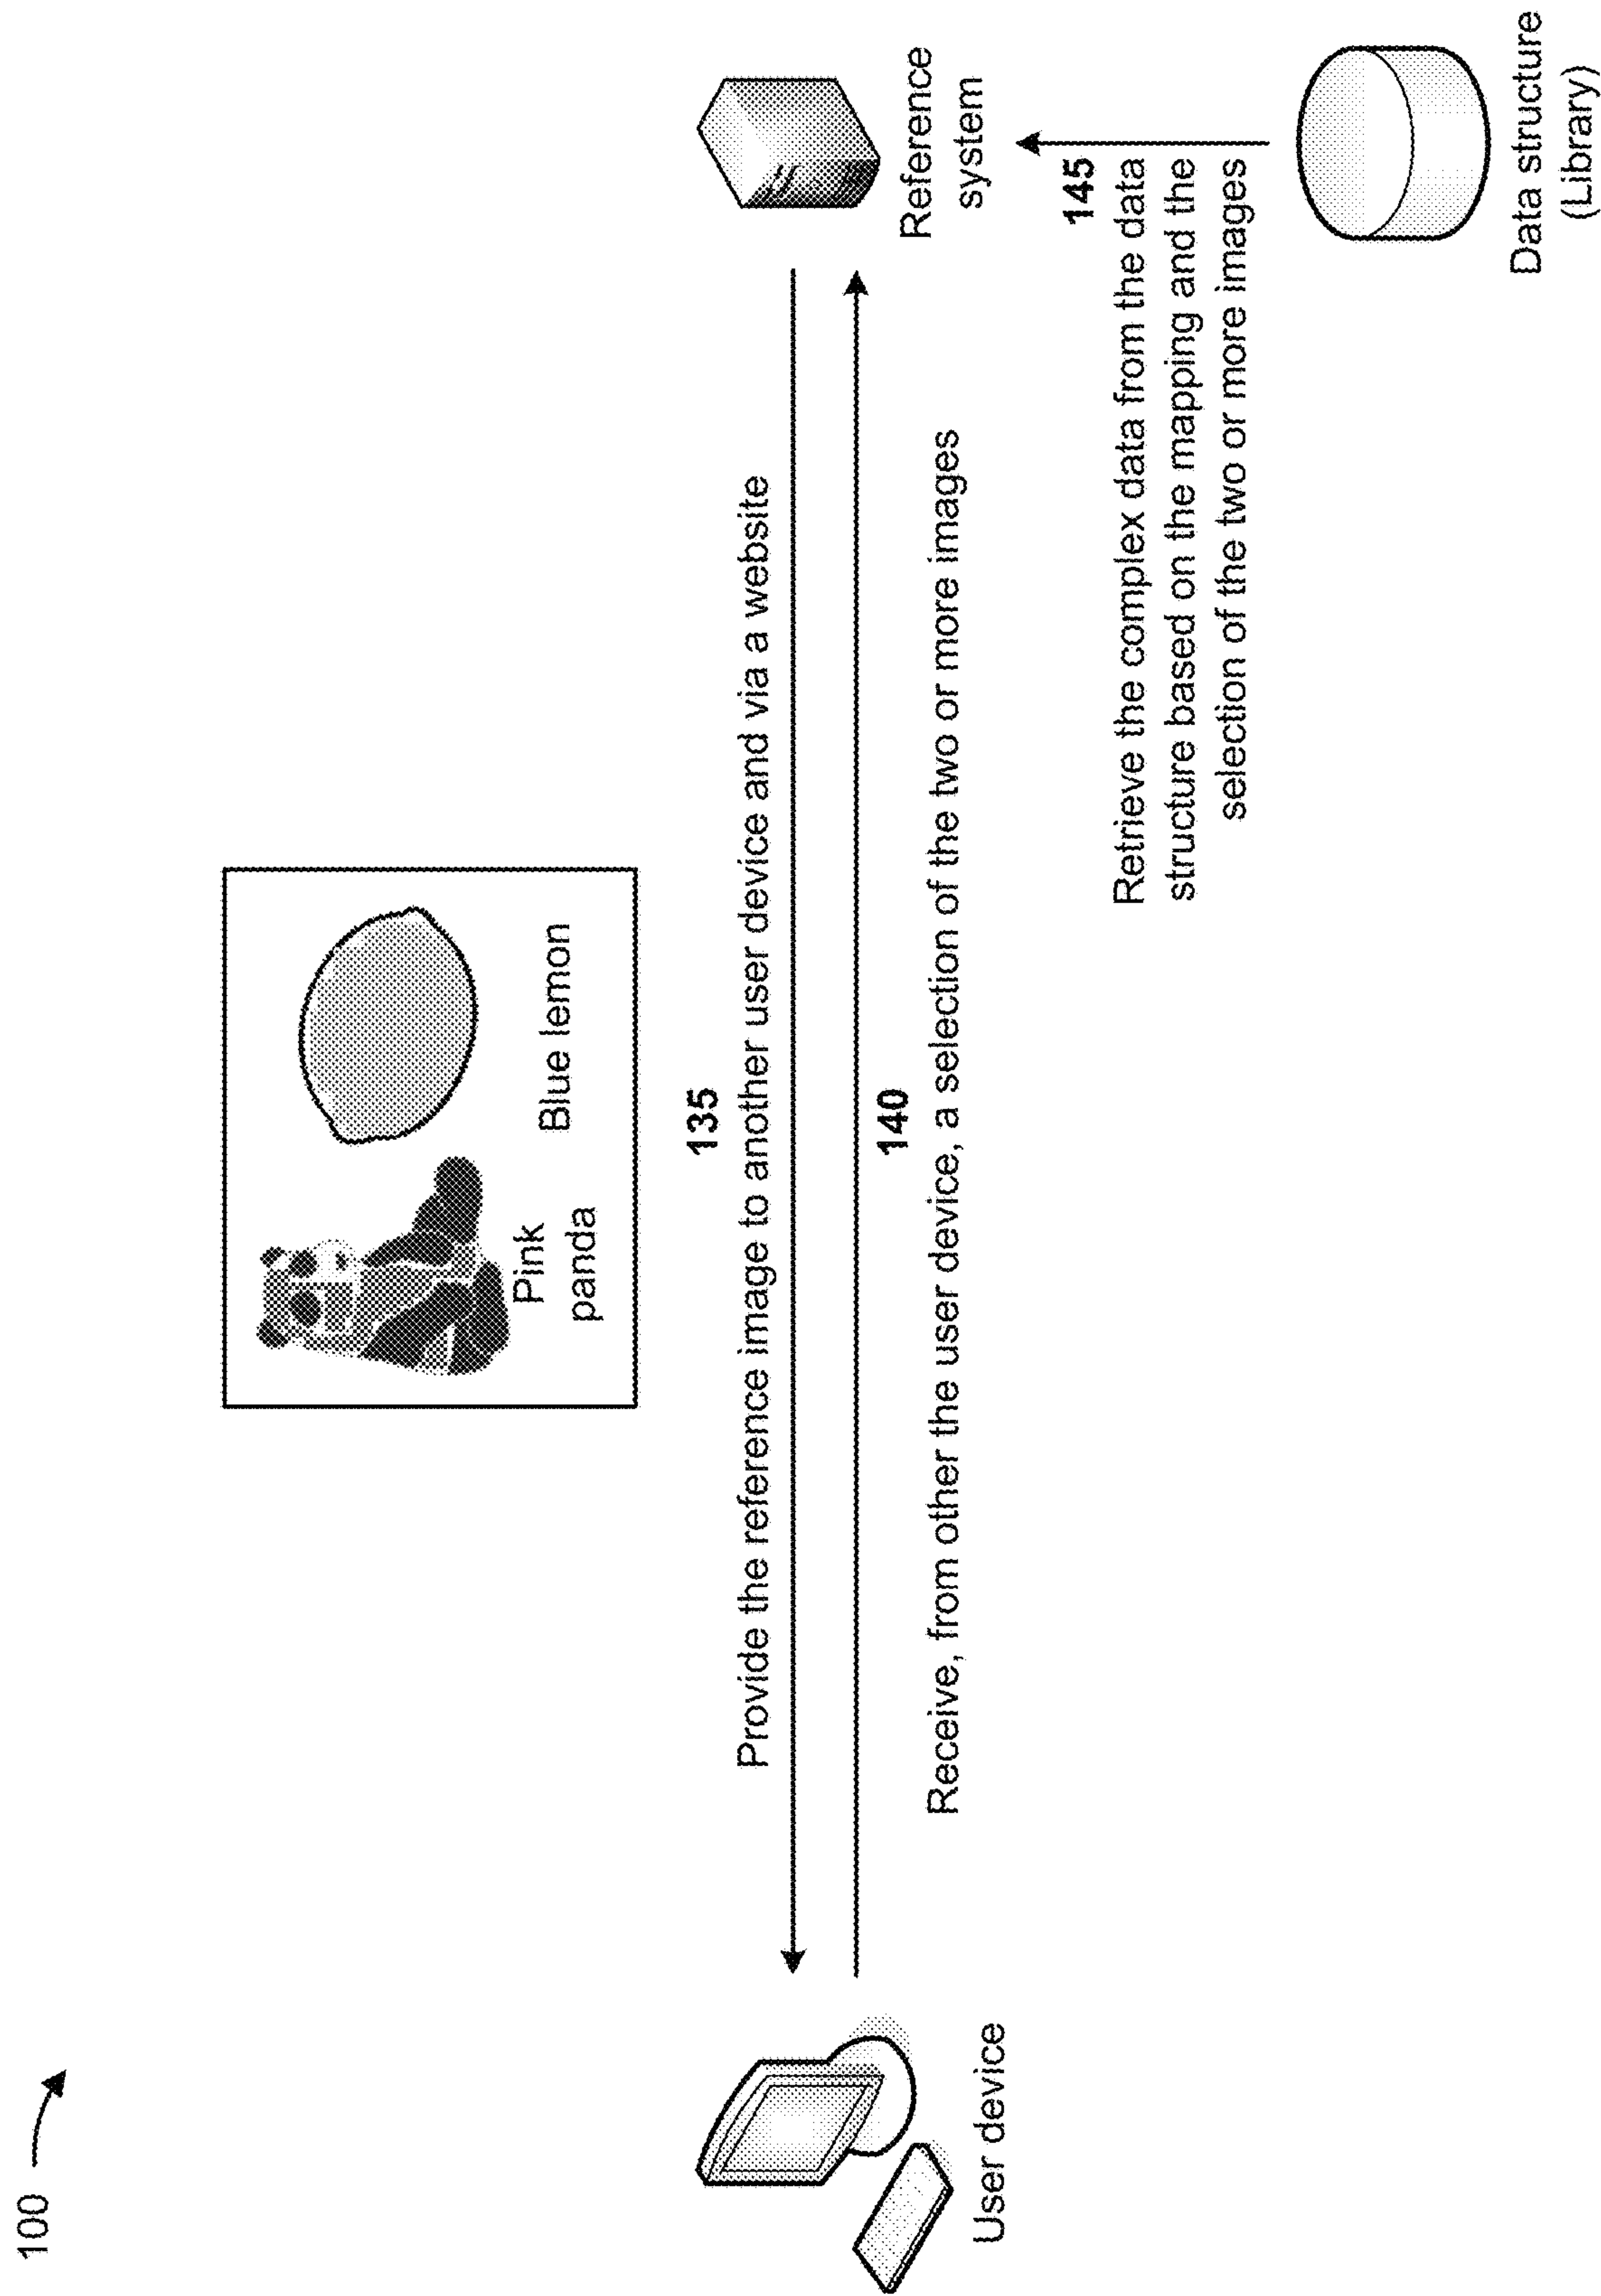 100
Pink
panda
Blue lemon
135
Provide the reference image to another user device and via a website
140
Receive, from other the user device, a selection of the two or more images
User device
Reference
system
145
Retrieve the complex data from the data
structure based on the mapping and the
selection of the two or more images
Data structure
(Library)